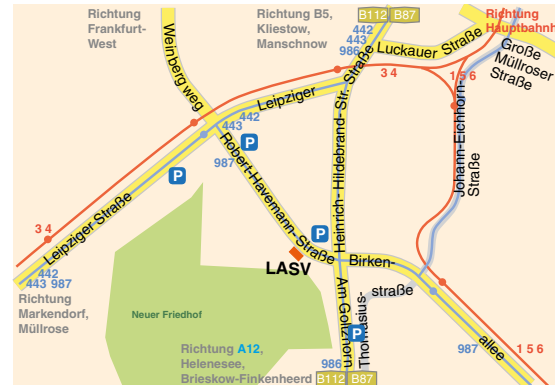 Richtung
Frankfurt-
West
Weinbergweg
Richtung B5,
Kliestow,
Manschnow
B112 B87
442
443
986
Luckauer Straße
Richtung
Hauptbahnh
Große
Müllroser
Straße
3 4
1 5 6
Leipziger
442
443
987
P
P
Robert-Havemann-Straße
Heinrich-Hildebrand-Str. Straße
Johann-Eichhorn-
Straße
3 4
Leipziger Straße
442
443 987
Richtung
Markendorf,
Müllrose
P
LASV
Birken-
allee
Neuer Friedhof
Am Goltzhorn
Thomasius-
straße
P
Richtung A12,
Helenesee,
Brieskow-Finkenheerd
986
B112 B87
987
1 5 6